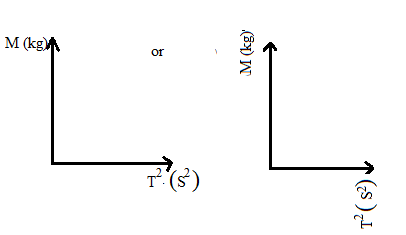 M (kg)
or
M (kg)
T² (S²)
T² ( S²)